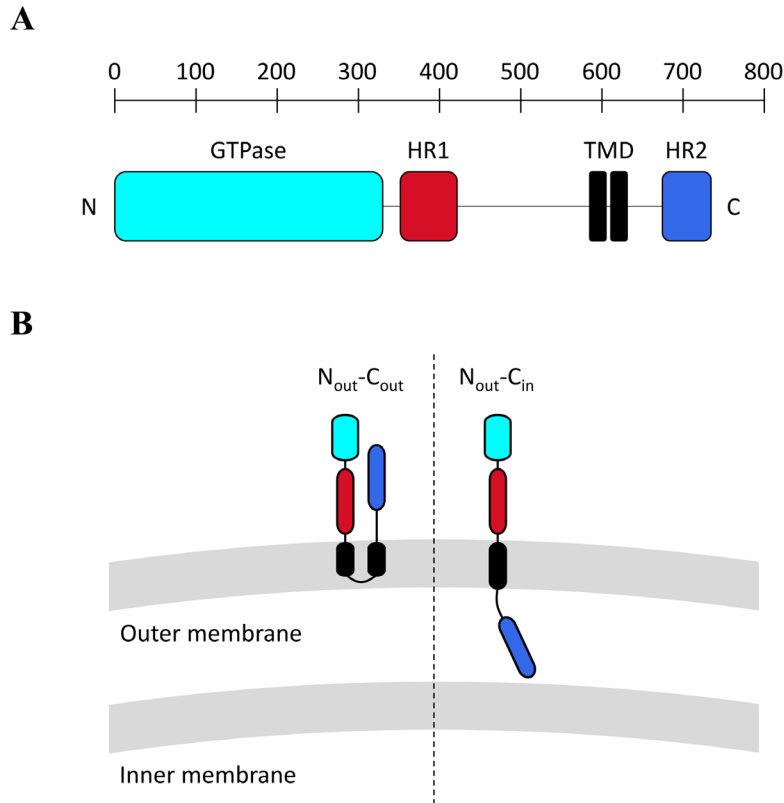 A
0 100 200 300 400 500 600 700 800
GTPase HR1 TMD HR2
N C
B
Nout-Cout Nout-Cin
Outer membrane
Inner membrane